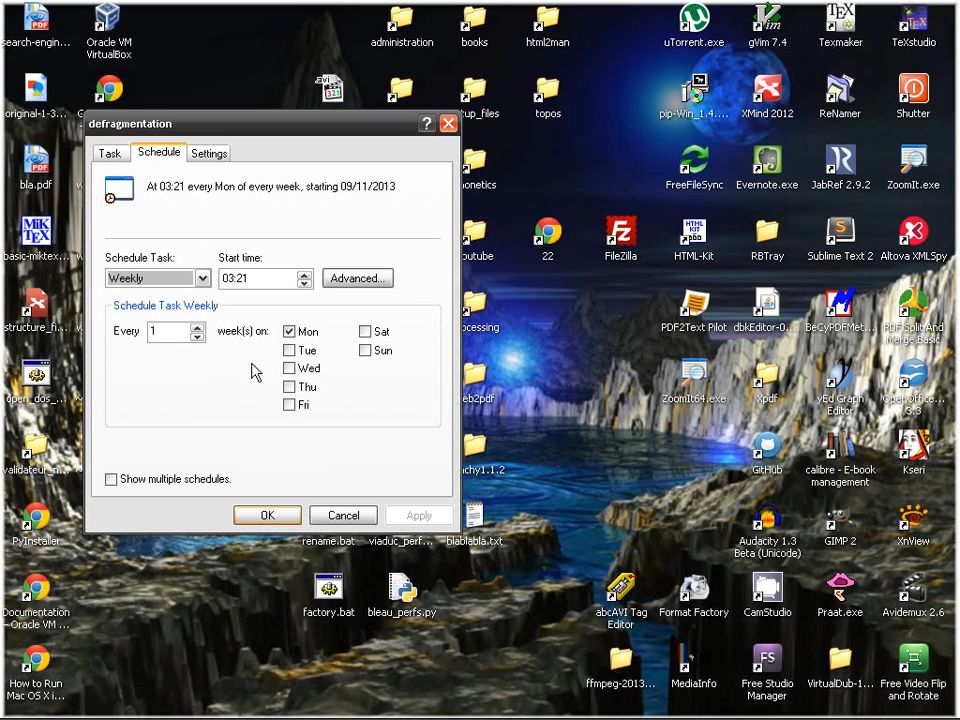 search-engin...
Oracle VM
VirtualBox
administration
books
html2man
uTorrent.exe
gVim 7.4
Texmaker
TeXstudio
original-1-3...
topos
pip-Win_1.4....
XMind 2012
ReNamer
Shutter
defragmentation
Task
Schedule
Settings
At 03:21 every Mon of every week, starting 09/11/2013
Schedule Task:
Start time:
Weekly
03:21
Advanced...
Schedule Task Weekly
Every
1
week(s) on:
Mon
Tue
Wed
Thu
Fri
Sat
Sun
Show multiple schedules.
OK
Cancel
Apply
bla.pdf
FreeFileSync
Evernote.exe
JabRef 2.9.2
ZoomIt.exe
basic-miktex...
22
FileZilla
HTML-Kit
RBTray
Sublime Text 2
Altova XMLSpy
PDF2Text Pilot
dbkEditor-0....
BeCyPDFMet...
PDF Split And
Merge Basic
open_dos_...
ZoomIt64.exe
Xpdf
yEd Graph
Editor
OpenOffice....
3.3
GitHub
calibre - E-book
management
Kseri
PyInstaller
rename.bat
viaduc_perf...
blablabla.txt
Audacity 1.3
Beta (Unicode)
GIMP 2
XnView
Documentation
Oracle VM ...
factory.bat
bleau_perfs.py
abcAVI Tag
Editor
Format Factory
CamStudio
Praat.exe
Avidemux 2.6
How to Run
Mac OS X i...
ffmpeg-2013...
MediaInfo
Free Studio
Manager
VirtualDub-1...
Free Video Flip
and Rotate